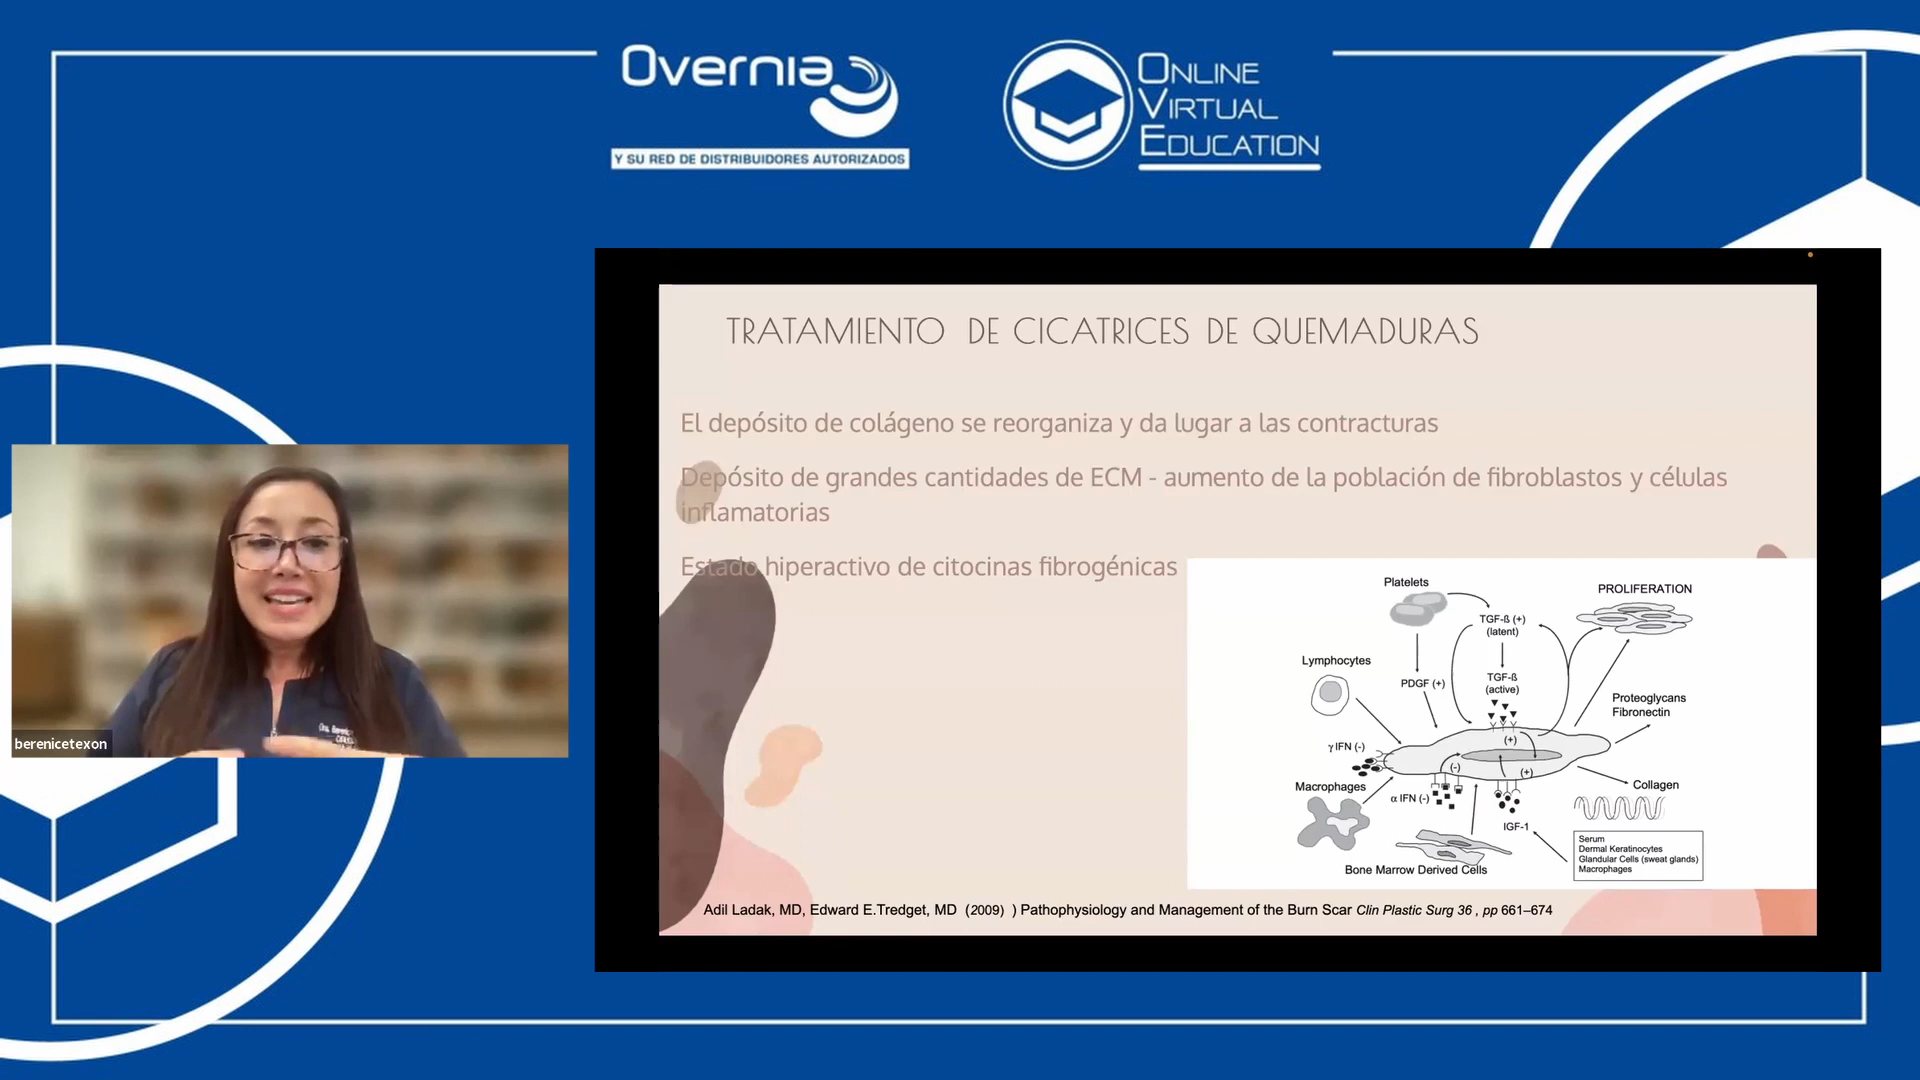 Overnia
Y SU RED DE DISTRIBUIDORES AUTORIZADOS
ONLINE
VIRTUAL
EDUCATION
TRATAMIENTO DE CICATRICES DE QUEMADURAS
El depósito de colágeno se reorganiza y da lugar a las contracturas
Depósito de grandes cantidades de ECM - aumento de la población de fibroblastos y células
inflamatorias
Estado hiperactivo de citocinas fibrogénicas
Platelets
PROLIFERATION
TGF-ß (+)
(latent)
Lymphocytes
TGF-ß
(active)
PDGF (+)
Proteoglycans
Fibronectin
(+)
γ IFN (-)
(-)
(+)
Macrophages
α IFN (-)
Collagen
IGF-1
Serum
Dermal Keratinocytes
Glandular Cells (sweat glands)
Macrophages
Bone Marrow Derived Cells
Adil Ladak, MD, Edward E.Tredget, MD (2009) ) Pathophysiology and Management of the Burn Scar Clin Plastic Surg 36 , pp 661–674
berenicetexon